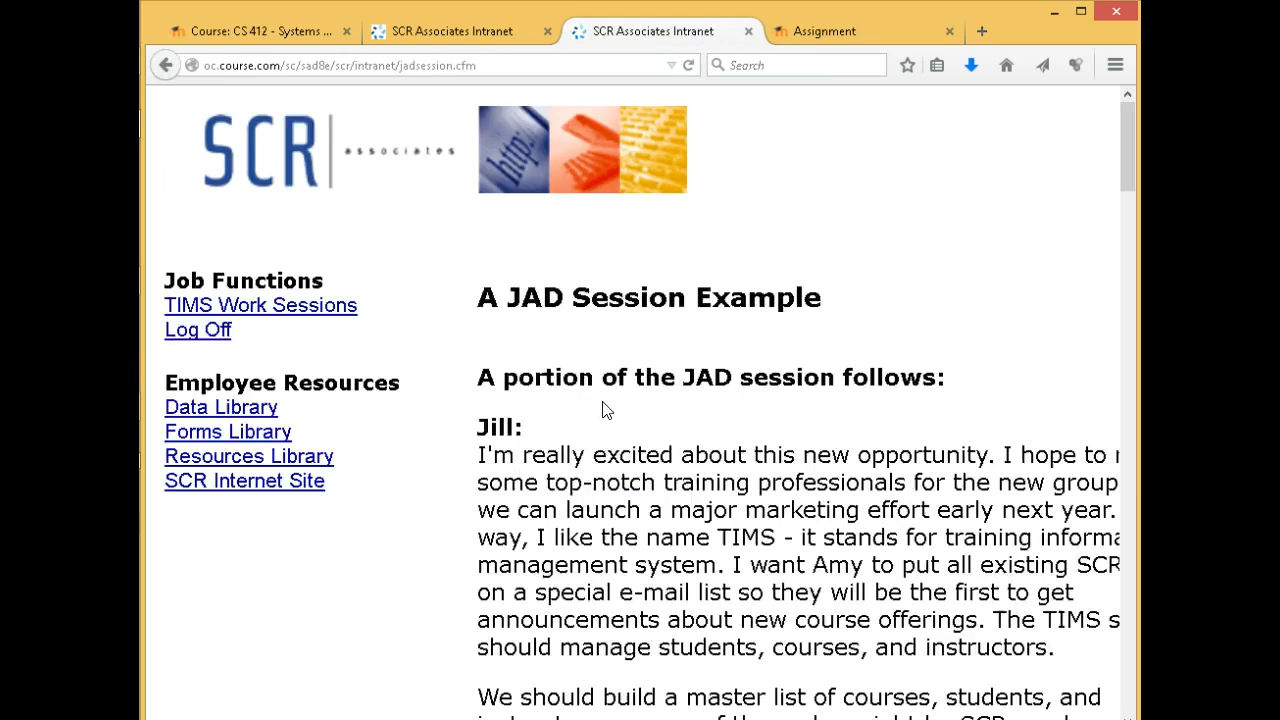 Course: CS 412 - Systems ...
SCR Associates Intranet
SCR Associates Intranet
Assignment
oc.course.com/sc/sad8e/scr/intranet/jadsession.cfm
Search
SCR associates
http:/
Job Functions
TIMS Work Sessions
Log Off
Employee Resources
Data Library
Forms Library
Resources Library
SCR Internet Site
A JAD Session Example
A portion of the JAD session follows:
Jill:
I'm really excited about this new opportunity. I hope to
some top-notch training professionals for the new group
we can launch a major marketing effort early next year.
way, I like the name TIMS - it stands for training informa
management system. I want Amy to put all existing SCR
on a special e-mail list so they will be the first to get
announcements about new course offerings. The TIMS s
should manage students, courses, and instructors.
We should build a master list of courses, students, and